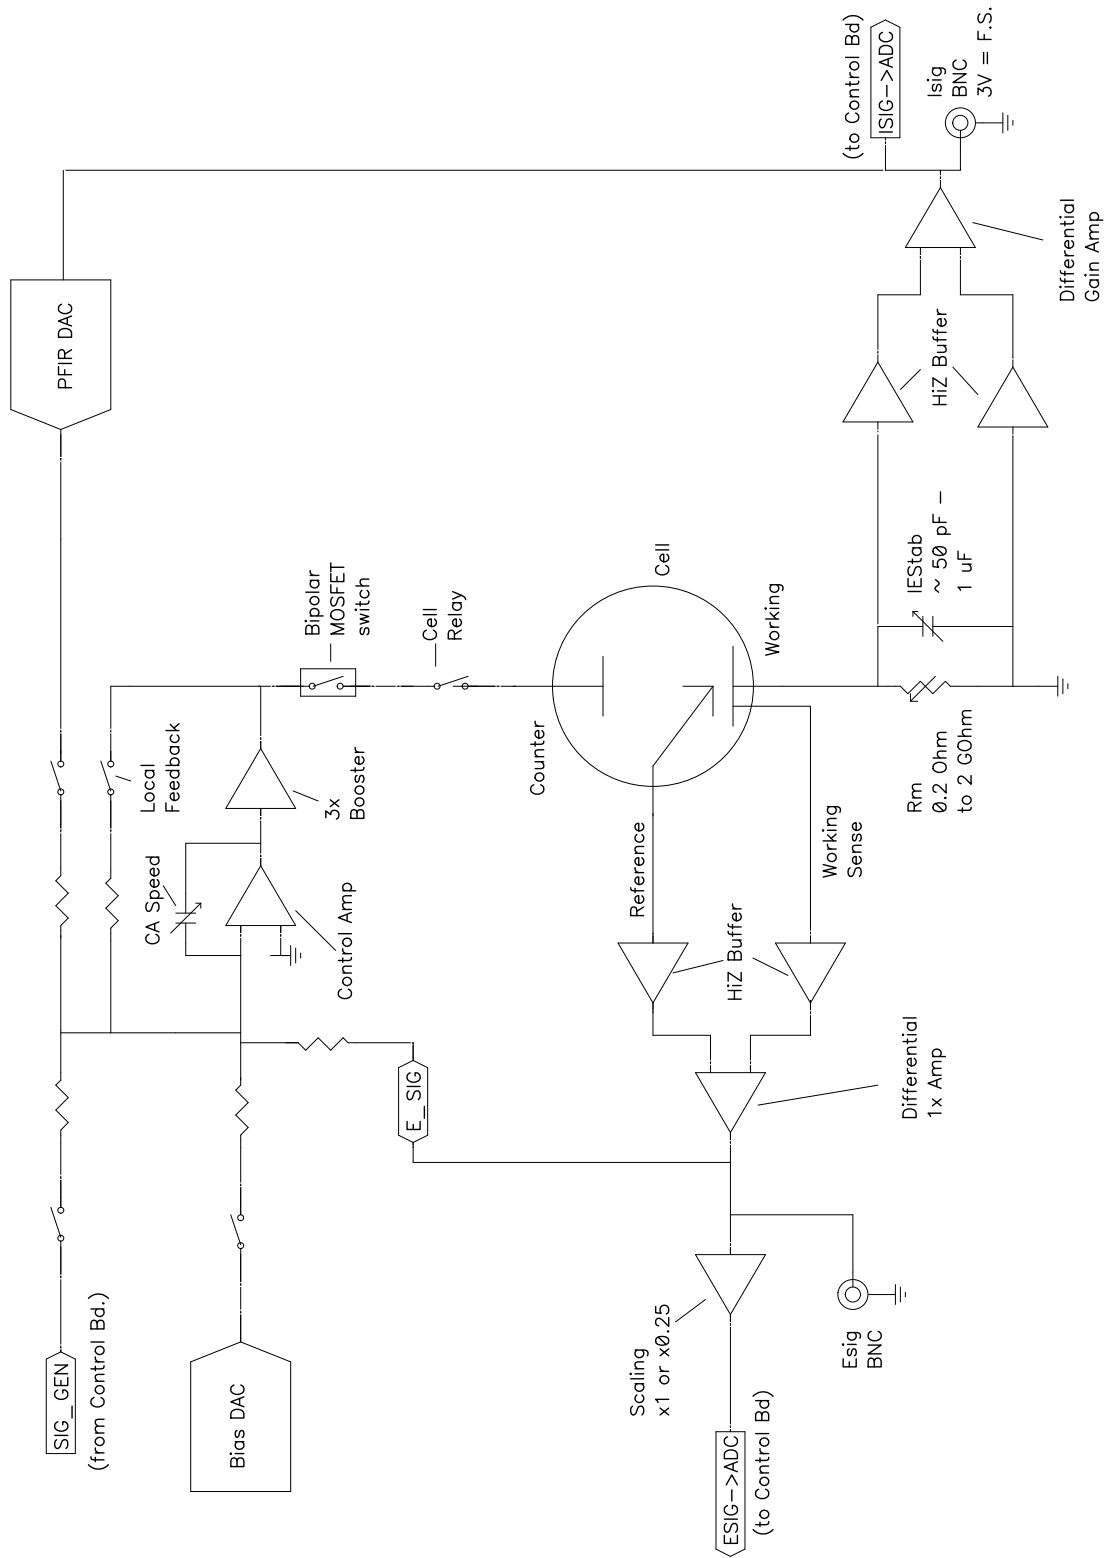 SIG_GEN
(from Control Bd.)
Bias DAC
PFIR DAC
Local
Feedback
CA Speed
3x
Booster
Control Amp
Bipolar
MOSFET
switch
Cell
Relay
E_SIG
Counter
Cell
Reference
Working
Working
Sense
HiZ Buffer
Differential
1x Amp
Scaling
x1 or x0.25
ESIG->ADC
(to Control Bd)
Esig
BNC
Rm
0.2 Ohm
to 2 GOhm
IEStab
~ 50 pF -
1 uF
HiZ Buffer
Differential
Gain Amp
(to Control Bd)
ISIG->ADC
Isig
BNC
3V = F.S.